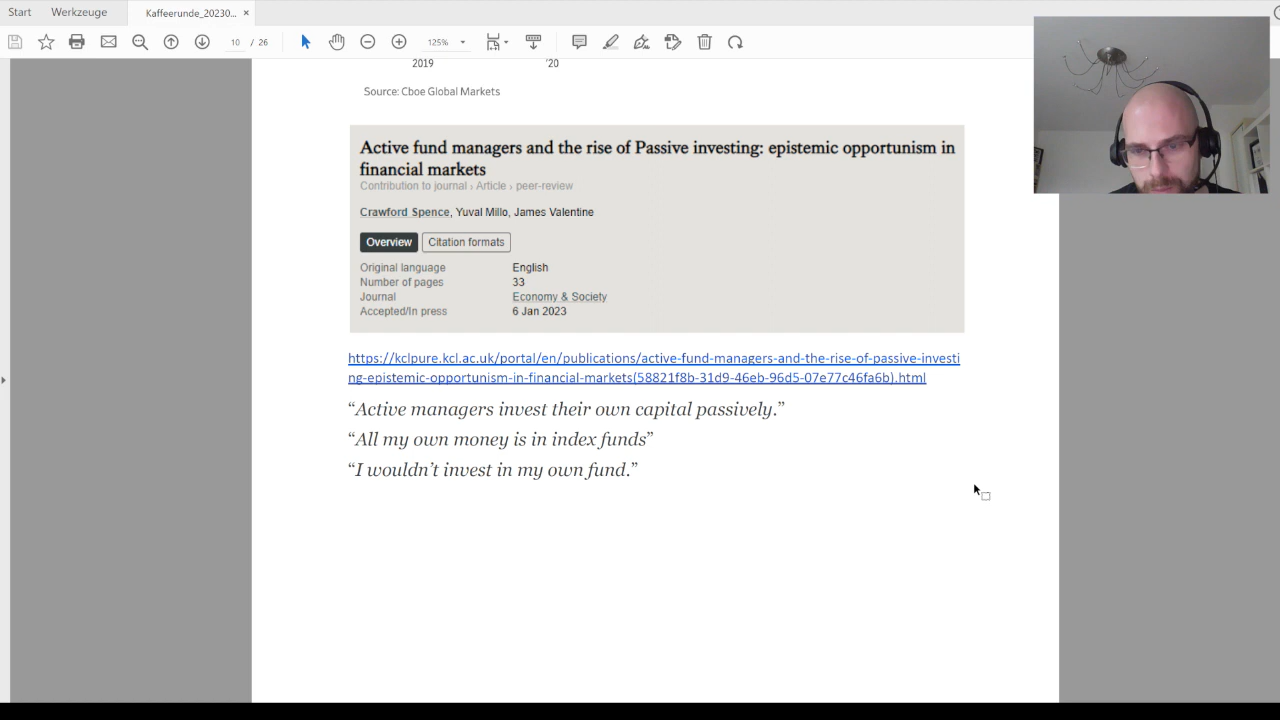 Start
Werkzeuge
Kaffeerunde_20230... ×
10 / 26
125%
2019 '20
Source: Cboe Global Markets
Active fund managers and the rise of Passive investing: epistemic opportunism in
financial markets
Contribution to journal › Article › peer-review
Crawford Spence, Yuval Millo, James Valentine
Overview Citation formats
Original language English
Number of pages 33
Journal Economy & Society
Accepted/In press 6 Jan 2023
https://kclpure.kcl.ac.uk/portal/en/publications/active-fund-managers-and-the-rise-of-passive-investi
ng-epistemic-opportunism-in-financial-markets(58821f8b-31d9-46eb-96d5-07e77c46fa6b).html
“Active managers invest their own capital passively.”
“All my own money is in index funds”
“I wouldn’t invest in my own fund.”